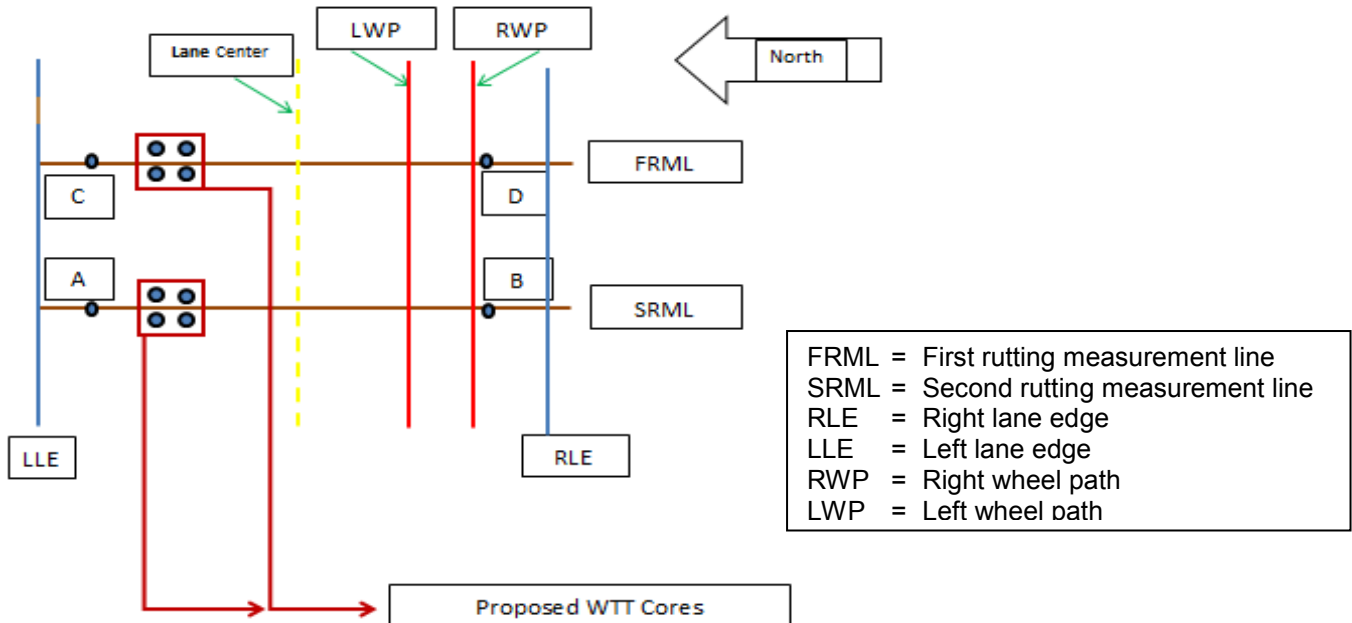 LWP
RWP
Lane Center
North
FRML
C
D
A
B
SRML
FRML = First rutting measurement line
SRML = Second rutting measurement line
RLE = Right lane edge
LLE = Left lane edge
RWP = Right wheel path
LWP = Left wheel path
LLE
RLE
Proposed WTT Cores